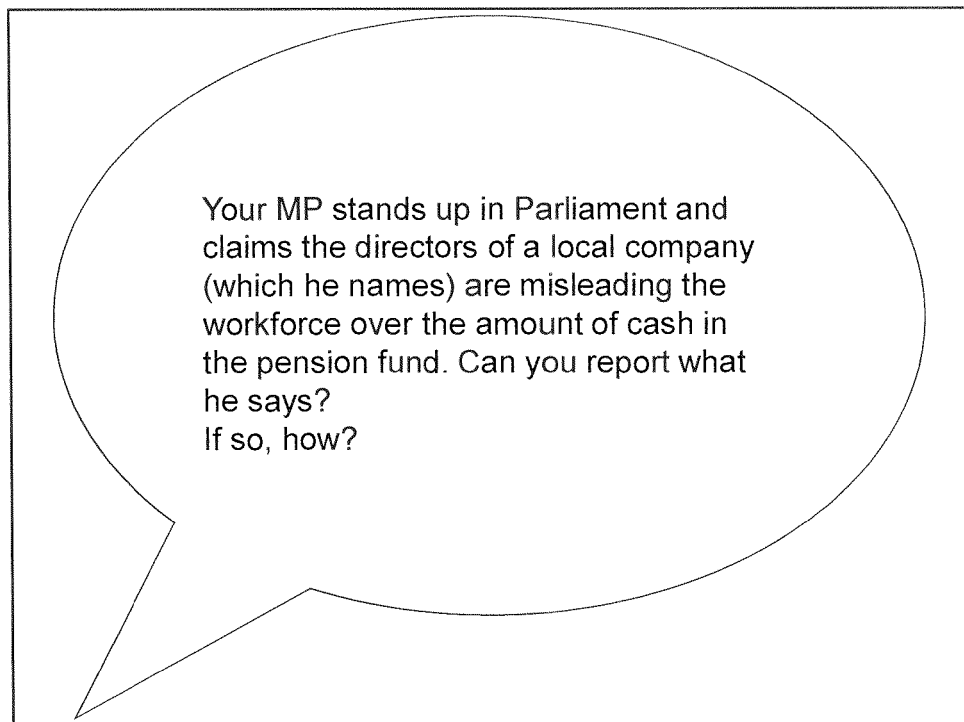 Your MP stands up in Parliament and
claims the directors of a local company
(which he names) are misleading the
workforce over the amount of cash in
the pension fund. Can you report what
he says?
If so, how?